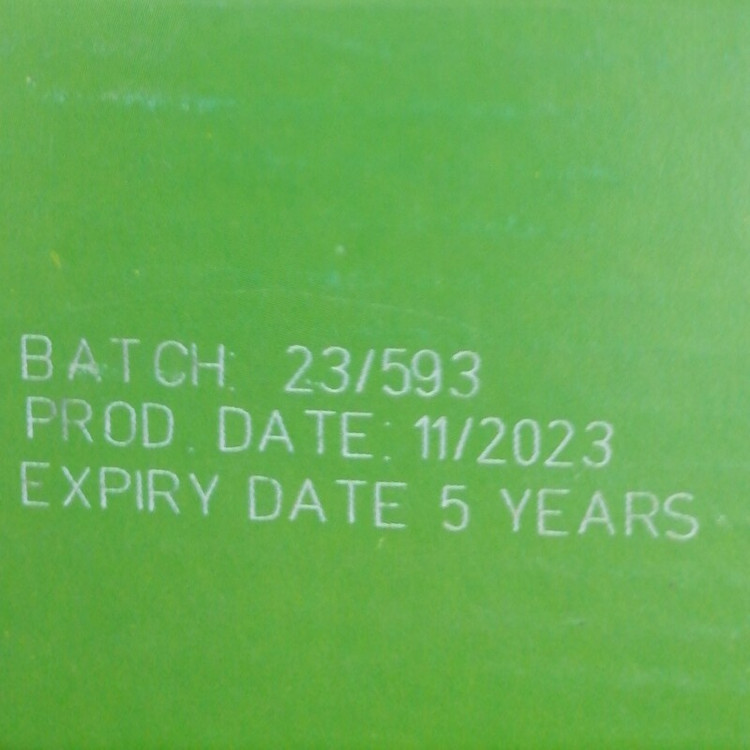 BATCH: 23/593
PROD. DATE: 11/2023
EXPIRY DATE 5 YEARS